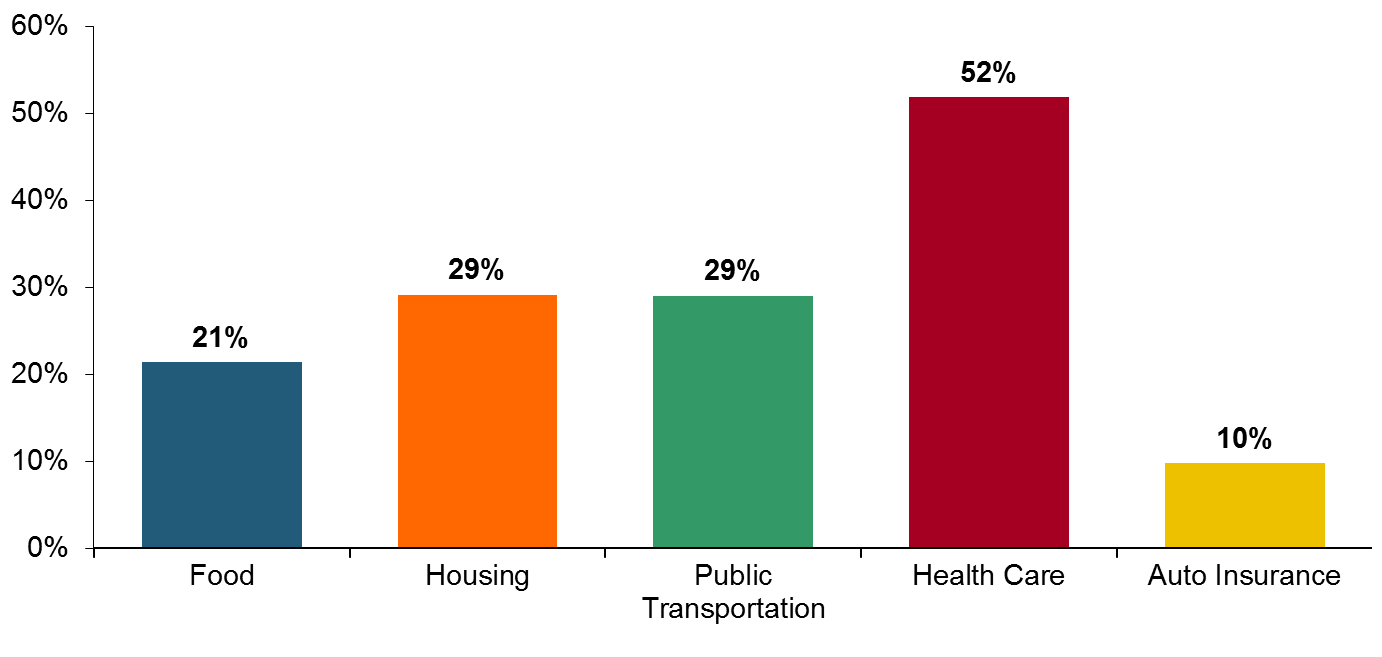 60%
50%
40%
30%
20%
10%
0%
21%
29%
29%
52%
10%
Food
Housing
Public
Transportation
Health Care
Auto Insurance